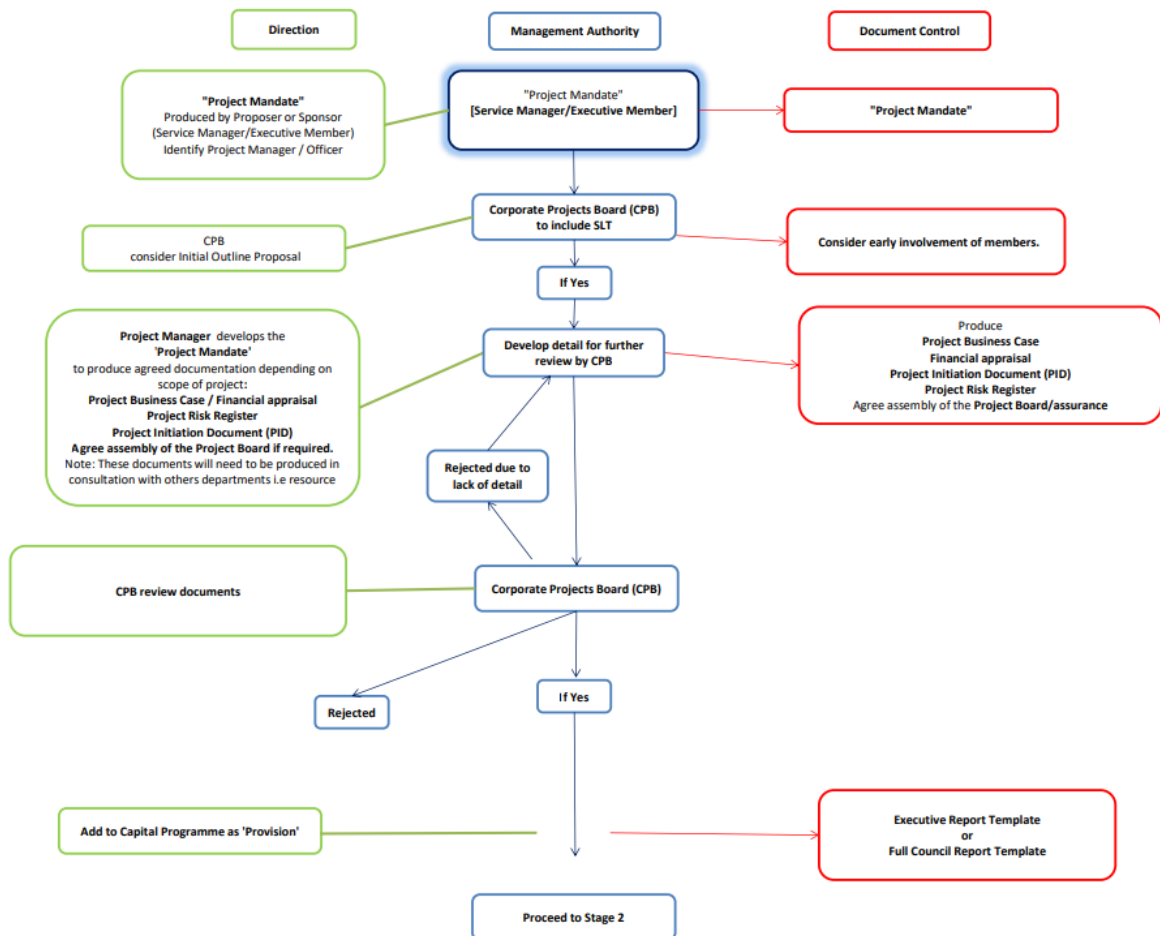 Direction
Management Authority
Document Control
"Project Mandate"
Produced by Proposer or Sponsor
(Service Manager/Executive Member)
Identify Project Manager / Officer
"Project Mandate"
[Service Manager/Executive Member]
"Project Mandate"
Corporate Projects Board (CPB)
to include SLT
CPB
consider Initial Outline Proposal
Consider early involvement of members.
If Yes
Project Manager develops the
'Project Mandate'
to produce agreed documentation depending on
scope of project:
Project Business Case / Financial appraisal
Project Risk Register
Project Initiation Document (PID)
Agree assembly of the Project Board if required.
Note: These documents will need to be produced in
consultation with others departments i.e resource
Develop detail for further
review by CPB
Produce
Project Business Case
Financial appraisal
Project Initiation Document (PID)
Project Risk Register
Agree assembly of the Project Board/assurance
Rejected due to
lack of detail
CPB review documents
Corporate Projects Board (CPB)
Rejected
If Yes
Add to Capital Programme as 'Provision'
Executive Report Template
or
Full Council Report Template
Proceed to Stage 2